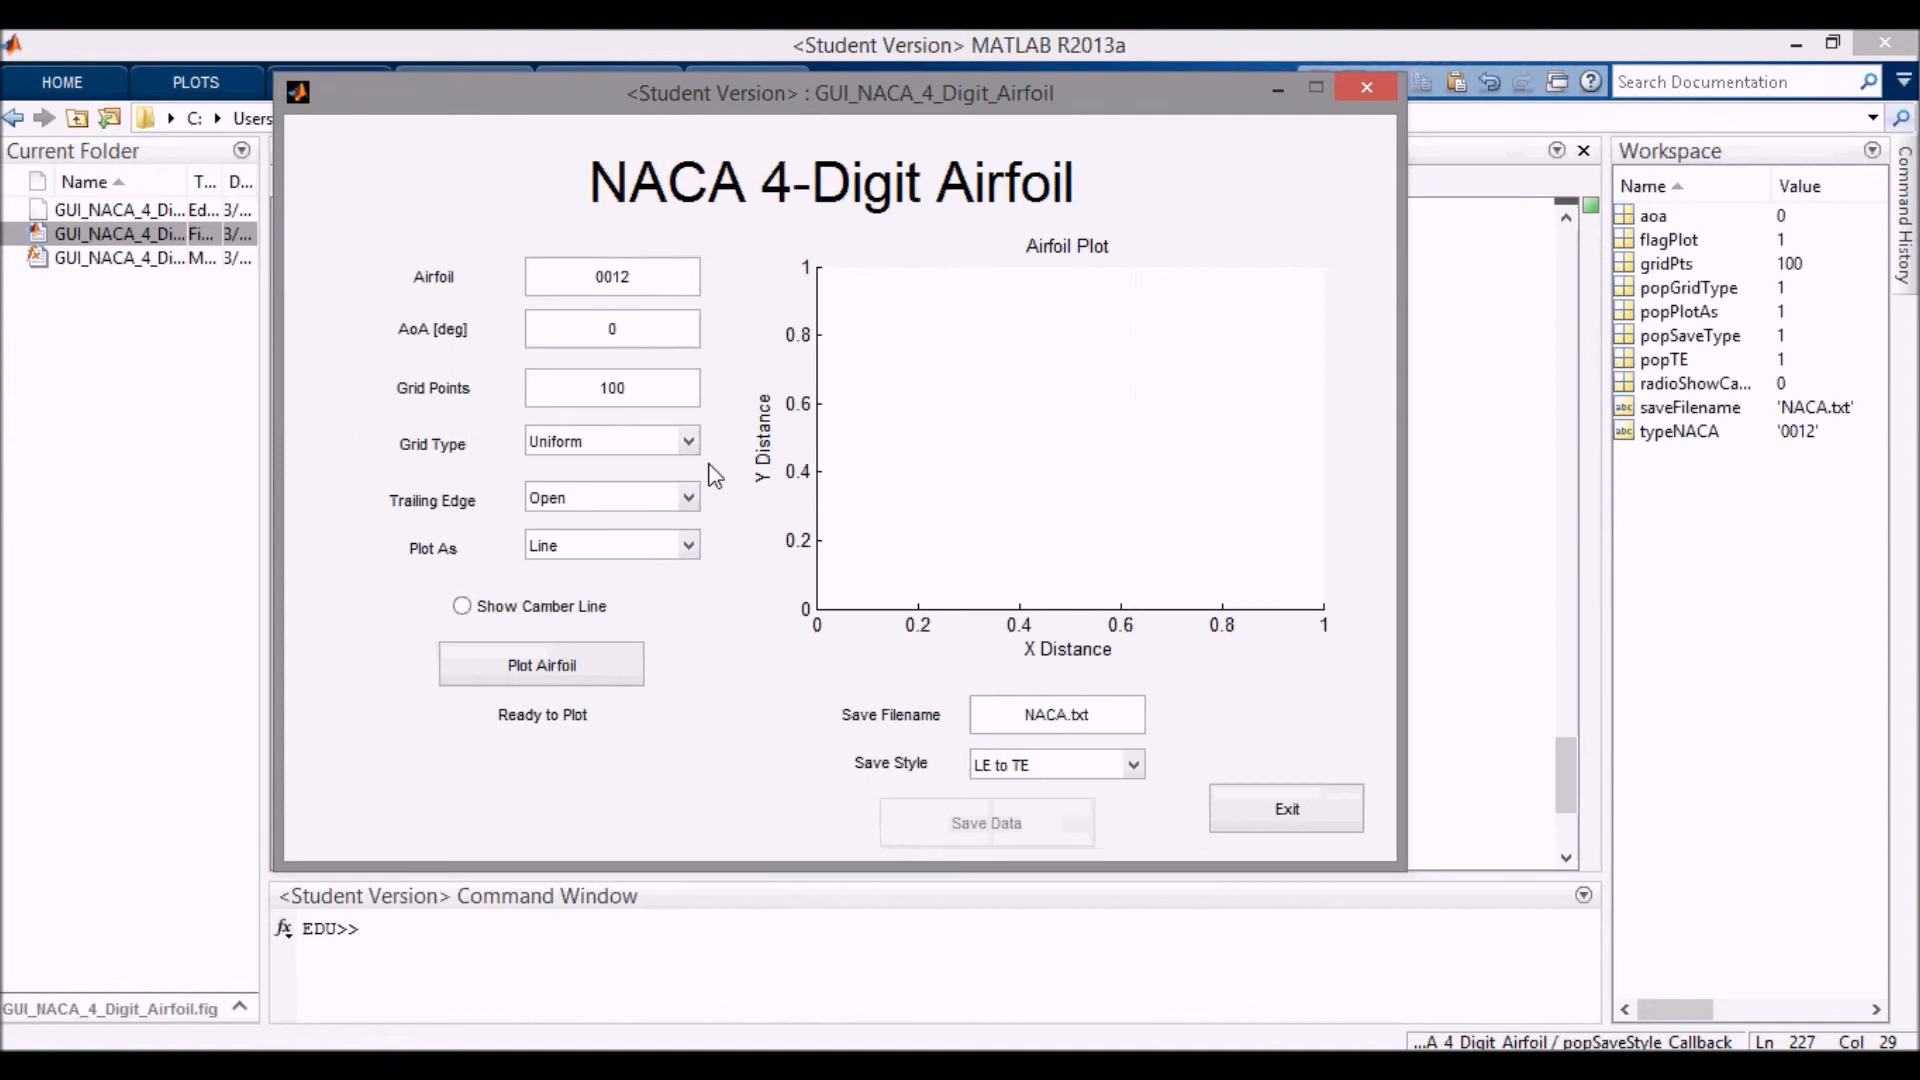 <Student Version> MATLAB R2013a
HOME
PLOTS
Search Documentation
<Student Version> : GUI_NACA_4_Digit_Airfoil
C: Users
Current Folder
Name T... D...
GUI_NACA_4_Di... Ed... 3/...
GUI_NACA_4_Di... Fi... 3/...
GUI_NACA_4_Di... M... 3/...
GUI_NACA_4_Digit_Airfoil.fig
NACA 4-Digit Airfoil
Airfoil 0012
AoA [deg] 0
Grid Points 100
Grid Type Uniform
Trailing Edge Open
Plot As Line
Show Camber Line
Plot Airfoil
Ready to Plot
Airfoil Plot
1
0.8
0.6
0.4
0.2
0
Y Distance
0 0.2 0.4 0.6 0.8 1
X Distance
Save Filename NACA.txt
Save Style LE to TE
Save Data
Exit
<Student Version> Command Window
fx EDU>>
Workspace
Name Value
aoa 0
flagPlot 1
gridPts 100
popGridType 1
popPlotAs 1
popSaveType 1
popTE 1
radioShowCa... 0
abc saveFilename 'NACA.txt'
abc typeNACA '0012'
Command History
...A_4_Digit_Airfoil / popSaveStyle_Callback Ln 227 Col 29